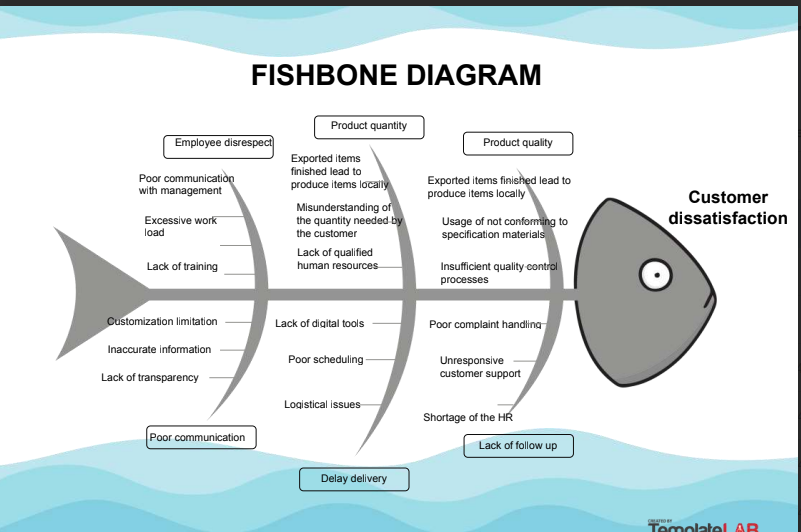 FISHBONE DIAGRAM
Employee disrespect
Product quantity
Product quality
Poor communication
with management
Excessive work
load
Lack of training
Exported items
finished lead to
produce items locally
Misunderstanding of
the quantity needed by
the customer
Lack of qualified
human resources
Exported items finished lead to
produce items locally
Usage of not conforming to
specification materials
Insufficient quality control
processes
Customer
dissatisfaction
Customization limitation
Inaccurate information
Lack of transparency
Lack of digital tools
Poor scheduling
Logistical issues
Poor complaint handling
Unresponsive
customer support
Shortage of the HR
Poor communication
Delay delivery
Lack of follow up
CREATED BY
TemplateLAB